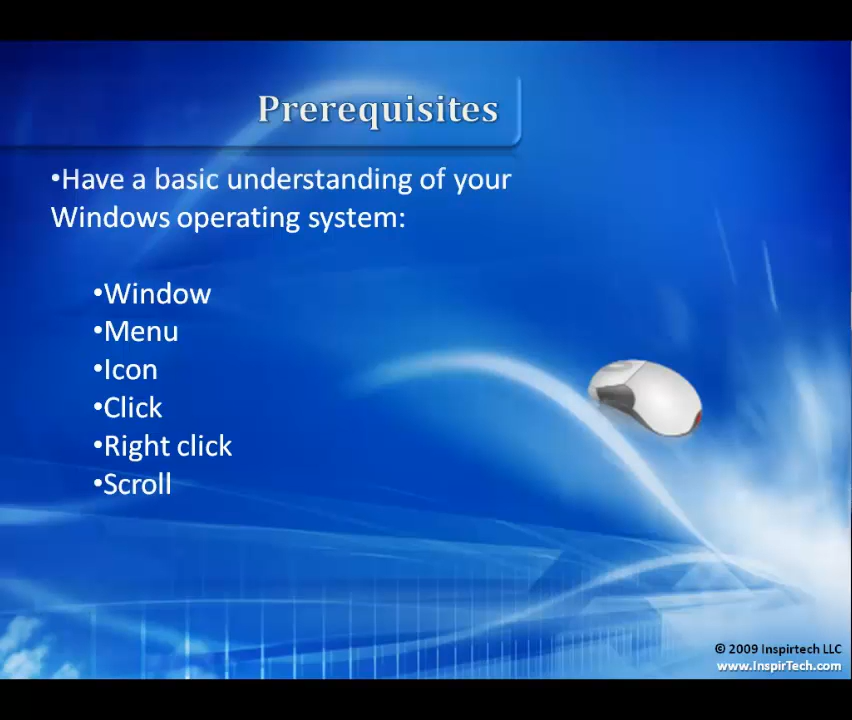 Prerequisites
•Have a basic understanding of your
Windows operating system:
•Window
•Menu
•Icon
•Click
•Right click
•Scroll
© 2009 Inspirtech LLC
www.InspirTech.com